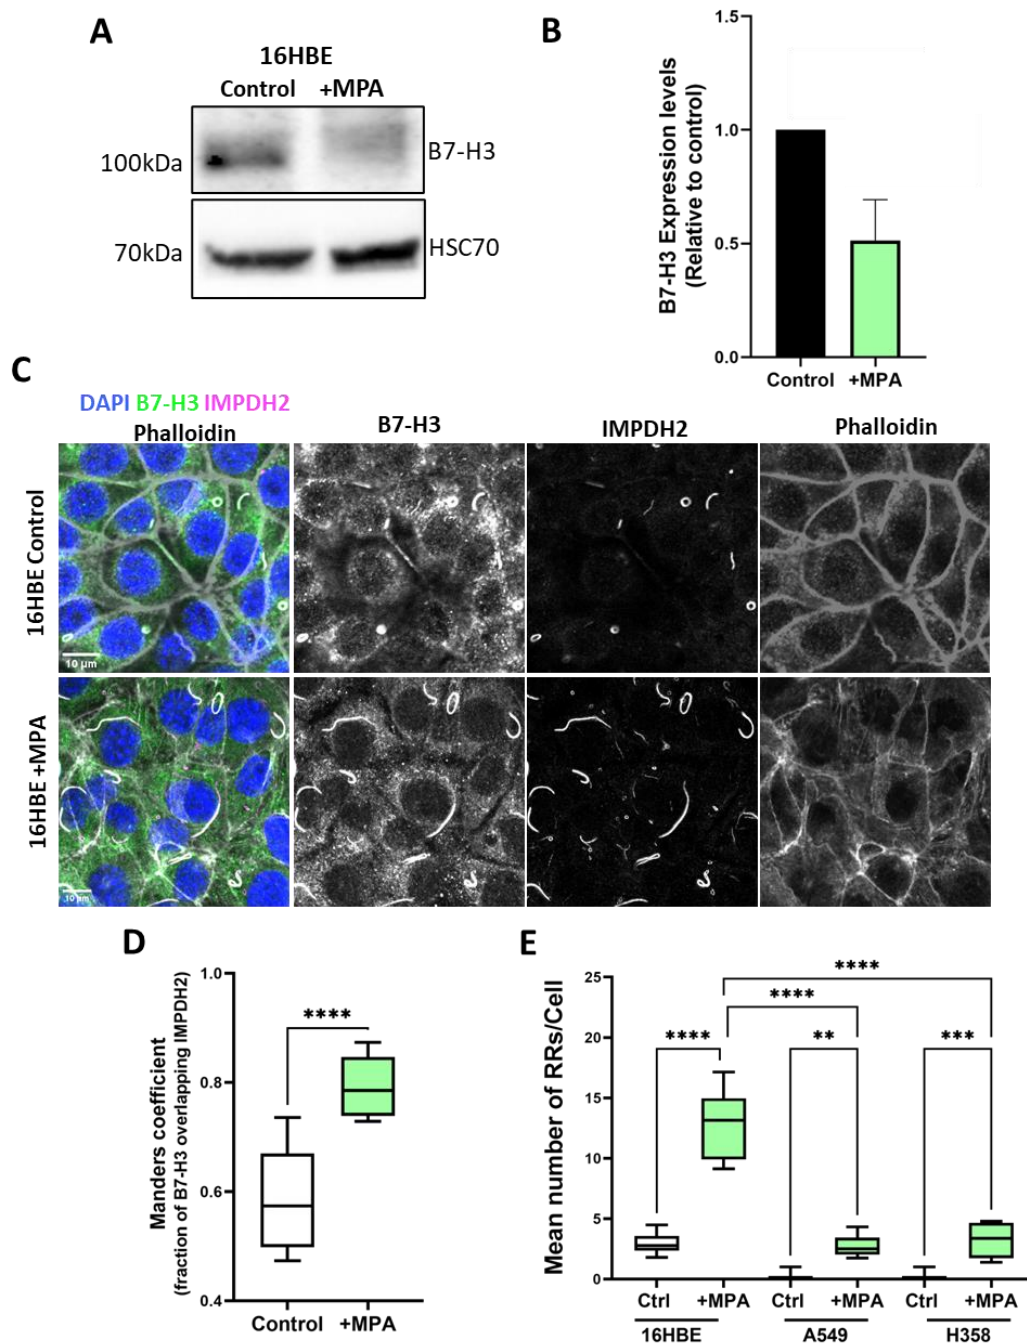 A
16HBE
Control +MPA
100kDa
B7-H3
70kDa
HSC70
B
B7-H3 Expression levels
(Relative to control)
1.5
1.0
0.5
0.0
Control +MPA
C
DAPI B7-H3 IMPDH2
Phalloidin
B7-H3
IMPDH2
Phalloidin
16HBE Control
10 µm
16HBE +MPA
10 µm
D
Manders coefficient
(fraction of B7-H3 overlapping IMPDH2)
1.0
0.8
0.6
0.4
****
Control +MPA
E
Mean number of RRs/Cell
25
20
15
10
5
0
****
****
**** ** ***
Ctrl +MPA Ctrl +MPA Ctrl +MPA
16HBE A549 H358